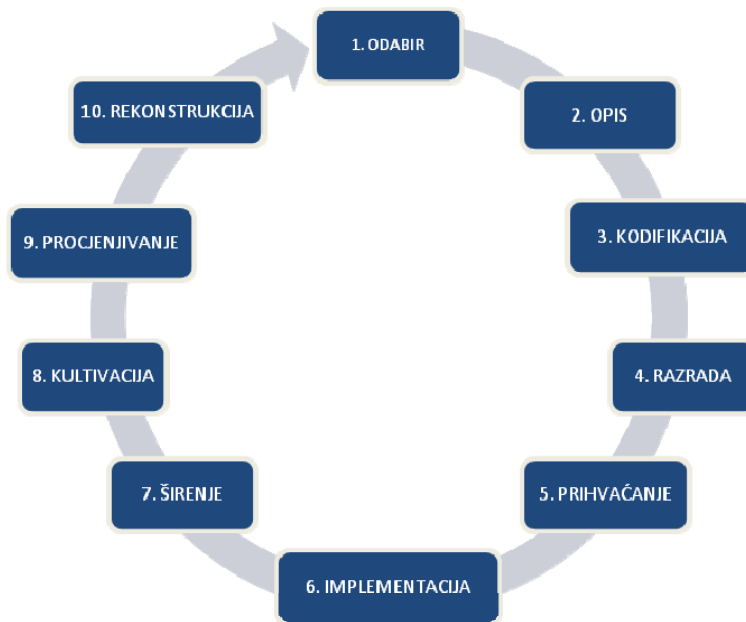 1. ODABIR
2. OPIS
3. KODIFIKACIJA
4. RAZRADA
5. PRIHVAĆANJE
6. IMPLEMENTACIJA
7. ŠIRENJE
8. KULTIVACIJA
9. PROCJENJIVANJE
10. REKONSTRUKCIJA